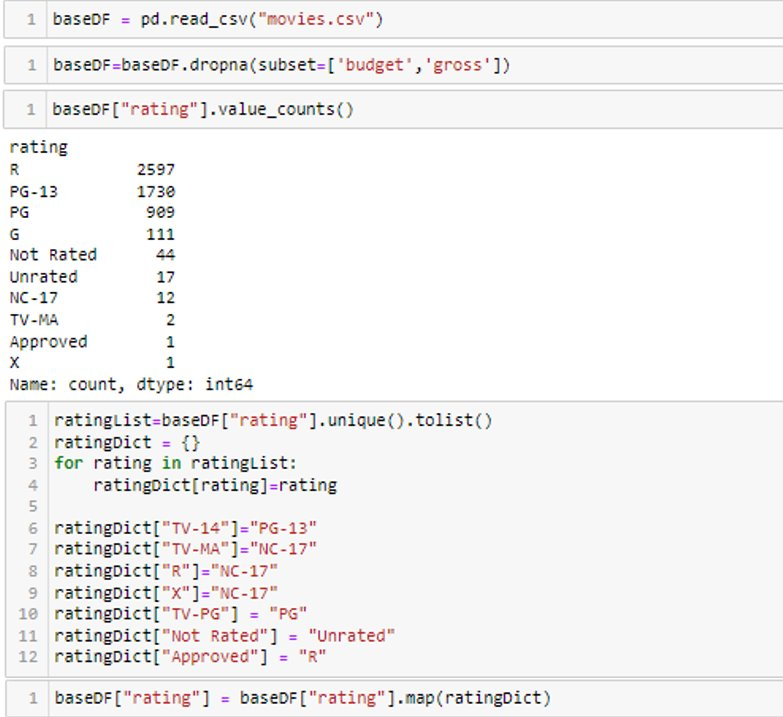 1 baseDF = pd.read_csv("movies.csv")
1 baseDF=baseDF.dropna(subset=['budget','gross'])
1 baseDF["rating"].value_counts()
rating
R 2597
PG-13 1730
PG 909
G 111
Not Rated 44
Unrated 17
NC-17 12
TV-MA 2
Approved 1
X 1
Name: count, dtype: int64
1 ratingList=baseDF["rating"].unique().tolist()
2 ratingDict = {}
3 for rating in ratingList:
4     ratingDict[rating]=rating
5
6 ratingDict["TV-14"]="PG-13"
7 ratingDict["TV-MA"]="NC-17"
8 ratingDict["R"]="NC-17"
9 ratingDict["X"]="NC-17"
10 ratingDict["TV-PG"] = "PG"
11 ratingDict["Not Rated"] = "Unrated"
12 ratingDict["Approved"] = "R"
1 baseDF["rating"] = baseDF["rating"].map(ratingDict)